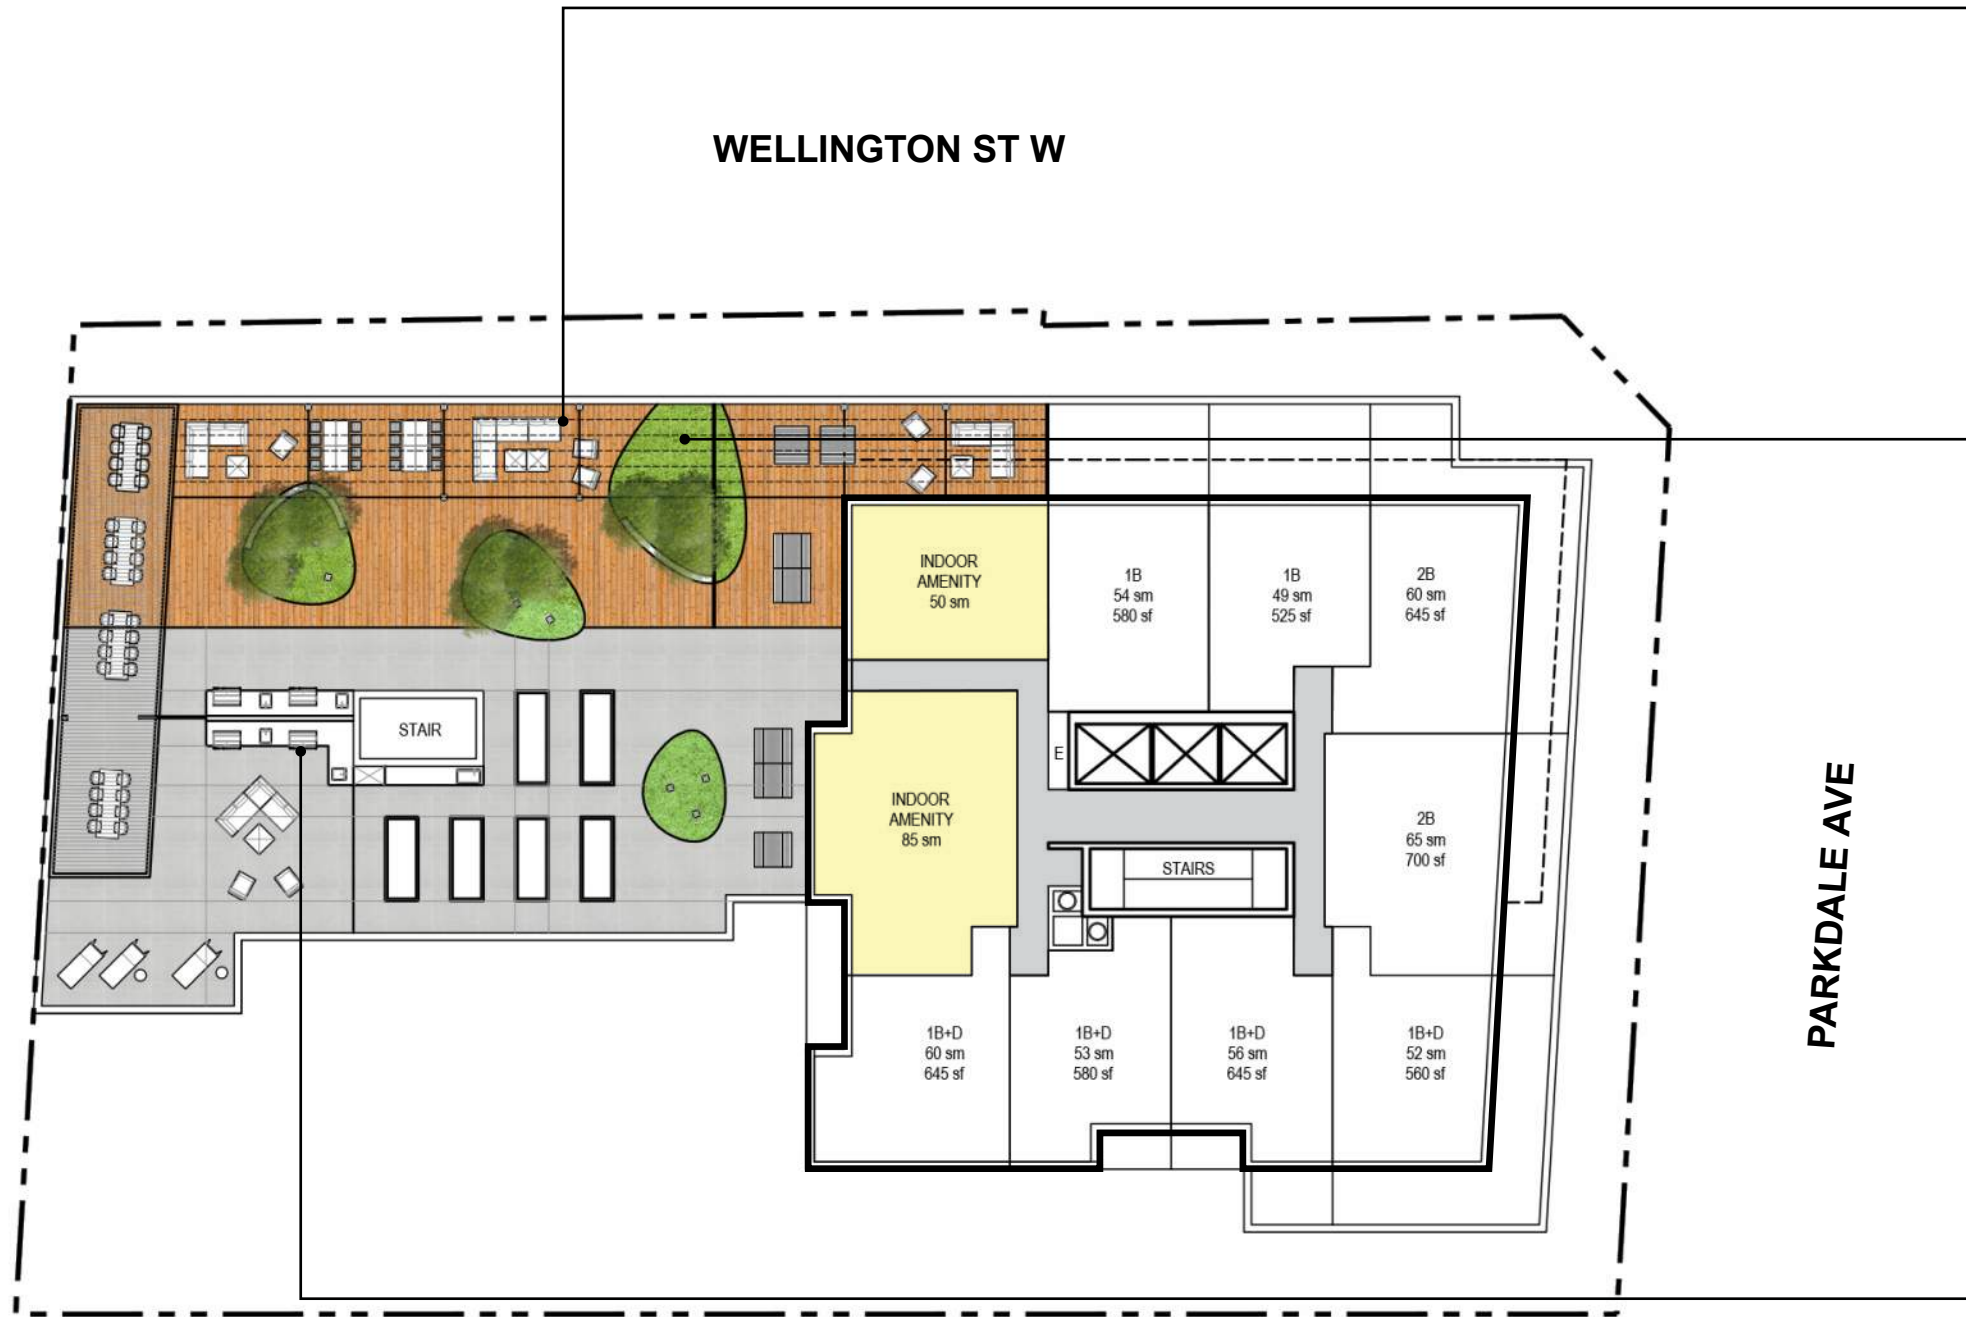 WELLINGTON ST W
INDOOR
AMENITY
50 sm
1B
54 sm
580 sf
1B
49 sm
525 sf
2B
60 sm
645 sf
STAIR
E
INDOOR
AMENITY
85 sm
2B
65 sm
700 sf
STAIRS
PARKDALE AVE
1B+D
60 sm
645 sf
1B+D
53 sm
580 sf
1B+D
56 sm
645 sf
1B+D
52 sm
560 sf